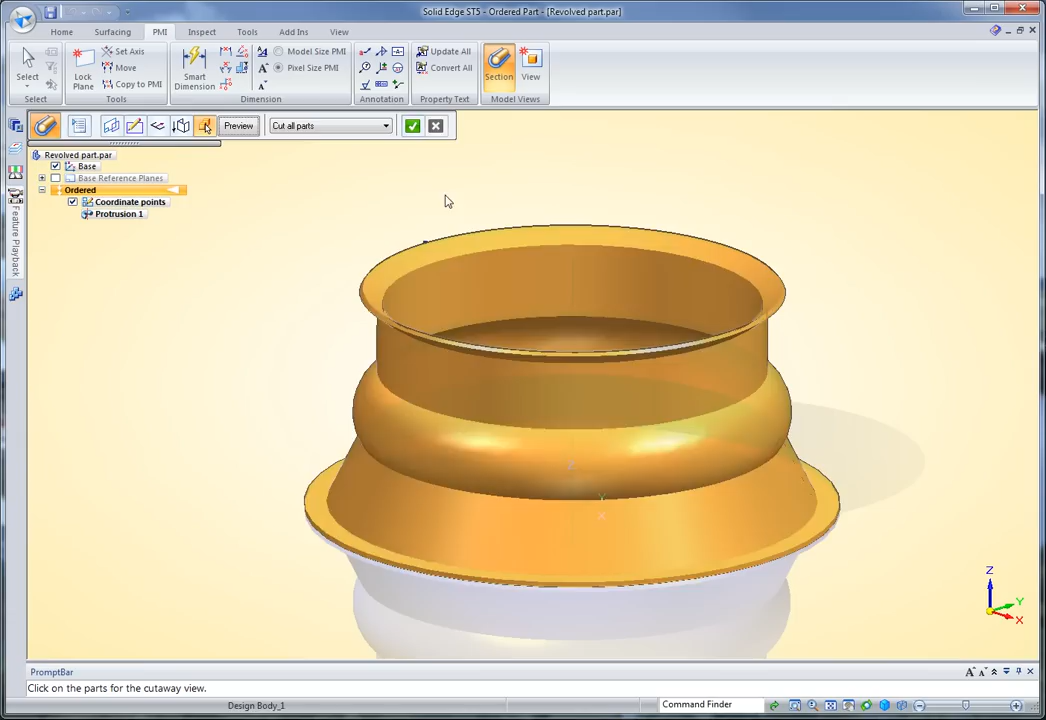 Solid Edge ST5 - Ordered Part - [Revolved part.par]
Home Surfacing PMI Inspect Tools Add Ins View
Select
Select
Lock Plane
Set Axis
Move
Copy to PMI
Tools
Smart Dimension
Model Size PMI
Pixel Size PMI
Dimension
Annotation
Update All
Convert All
Property Text
Section
View
Model Views
Preview
Cut all parts
Revolved part.par
Base
Base Reference Planes
Ordered
Coordinate points
Protrusion 1
Feature Playback
Z
Y
X
Z
Y
X
PromptBar
Click on the parts for the cutaway view.
Design Body_1
Command Finder